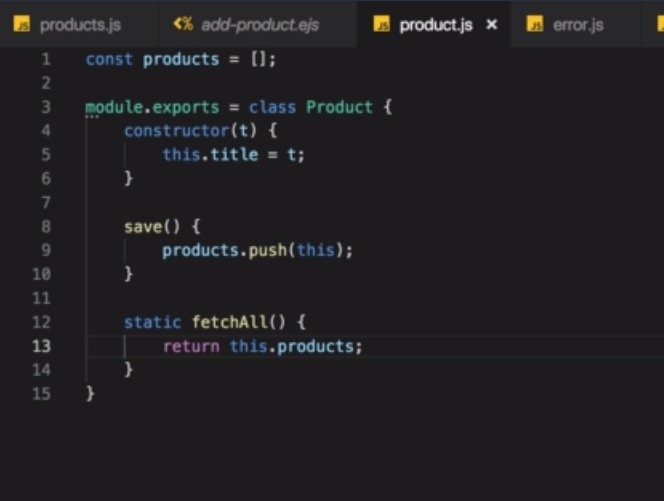 JS products.js <% add-product.ejs JS product.js × JS error.js
1 const products = [];
2
3 module.exports = class Product {
4 constructor(t) {
5 this.title = t;
6 }
7
8 save() {
9 products.push(this);
10 }
11
12 static fetchAll() {
13 return this.products;
14 }
15 }